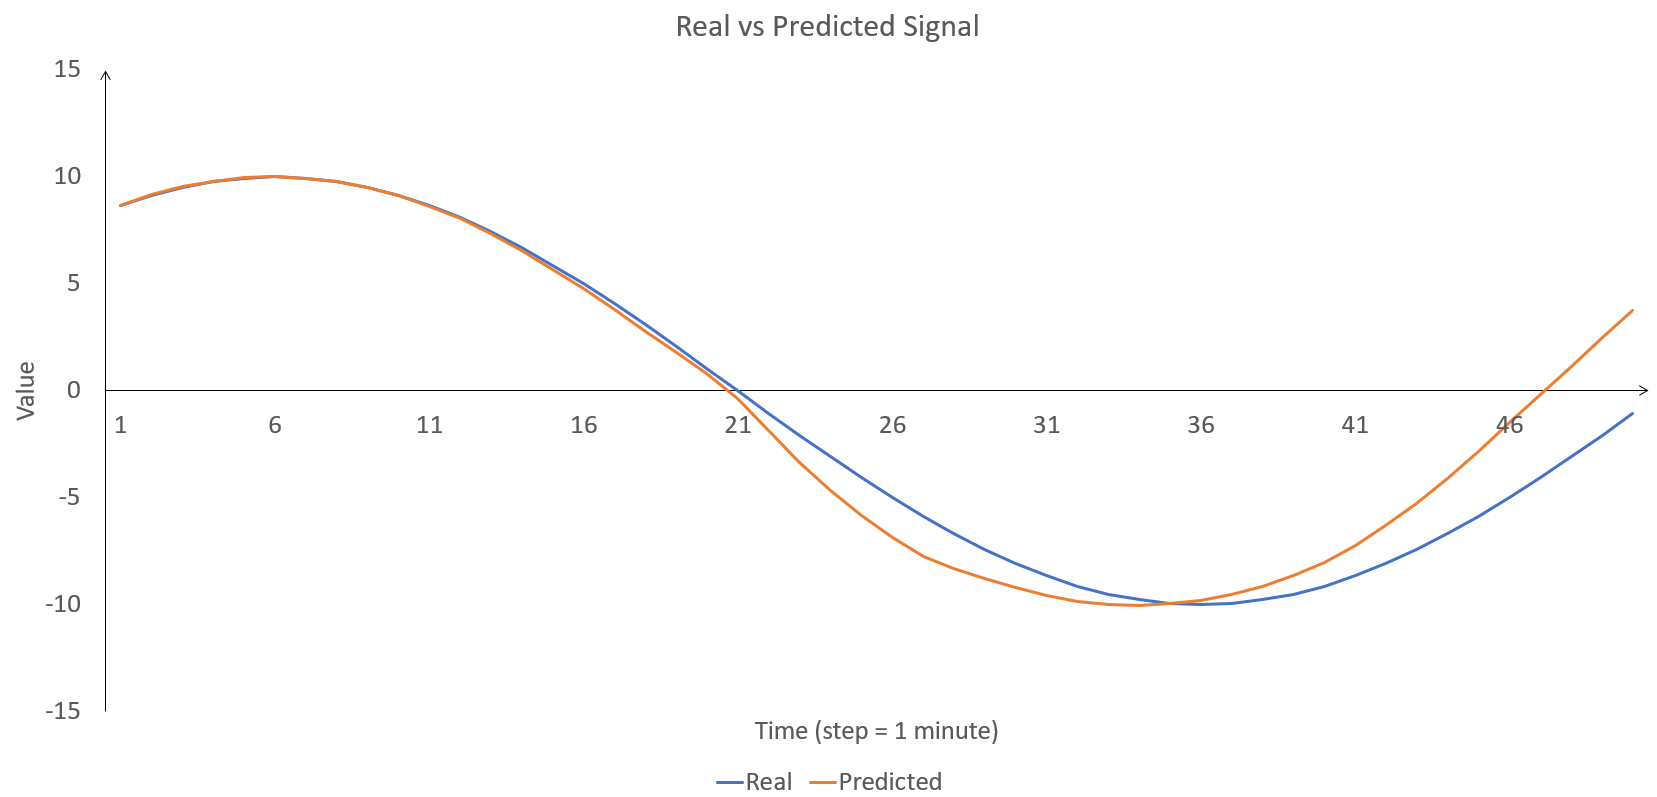 Real vs Predicted Signal
15
10
5
0
-5
-10
-15
Value
1 6 11 16 21 26 31 36 41 46
Time (step = 1 minute)
Real Predicted